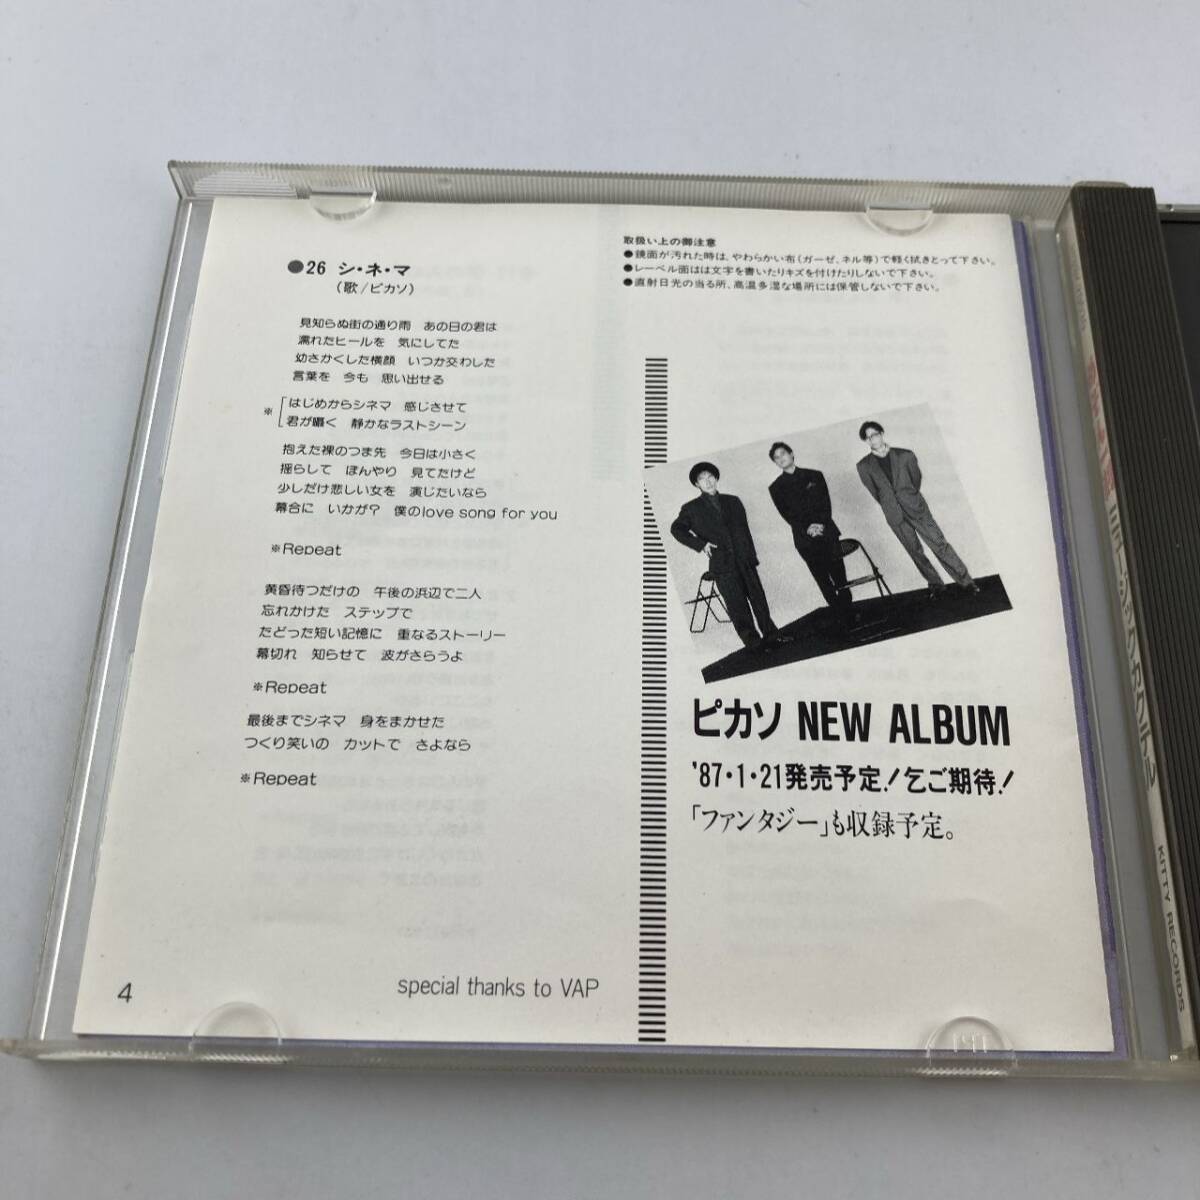 ●26 シ・ネ・マ
(歌/ピカソ)
見知らぬ街の通り雨 あの日の君は
濡れたヒールを 気にしてた
幼さかくした横顔 いつか交わした
言葉を 今も 思い出せる
※ はじめからシネマ 感じさせて
君が囁く 静かなラストシーン
抱えた裸のつま先 今日は小さく
揺らして ぼんやり 見てたけど
少しだけ悲しい女を 演じたいなら
幕合に いかが? 僕のlove song for you
※Repeat
黄昏待つだけの 午後の浜辺で二人
忘れかけた ステップで
たどった短い記憶に 重なるストーリー
幕切れ 知らせて 波がさらうよ
※Repeat
最後までシネマ 身をまかせた
つくり笑いの カットで さよなら
※Repeat
4
special thanks to VAP
取扱い上の御注意
●鏡面が汚れた時は、やわらかい布(ガーゼ、ネル等)で軽く拭きとって下さい。
●レーベル面はは文字を書いたりキズを付けたりしないで下さい。
●直射日光の当る所、高温多湿な場所には保管しないで下さい。
ピカソ NEW ALBUM
'87・1・21発売予定!乞ご期待!
「ファンタジー」も収録予定。
KITTY RECORDS